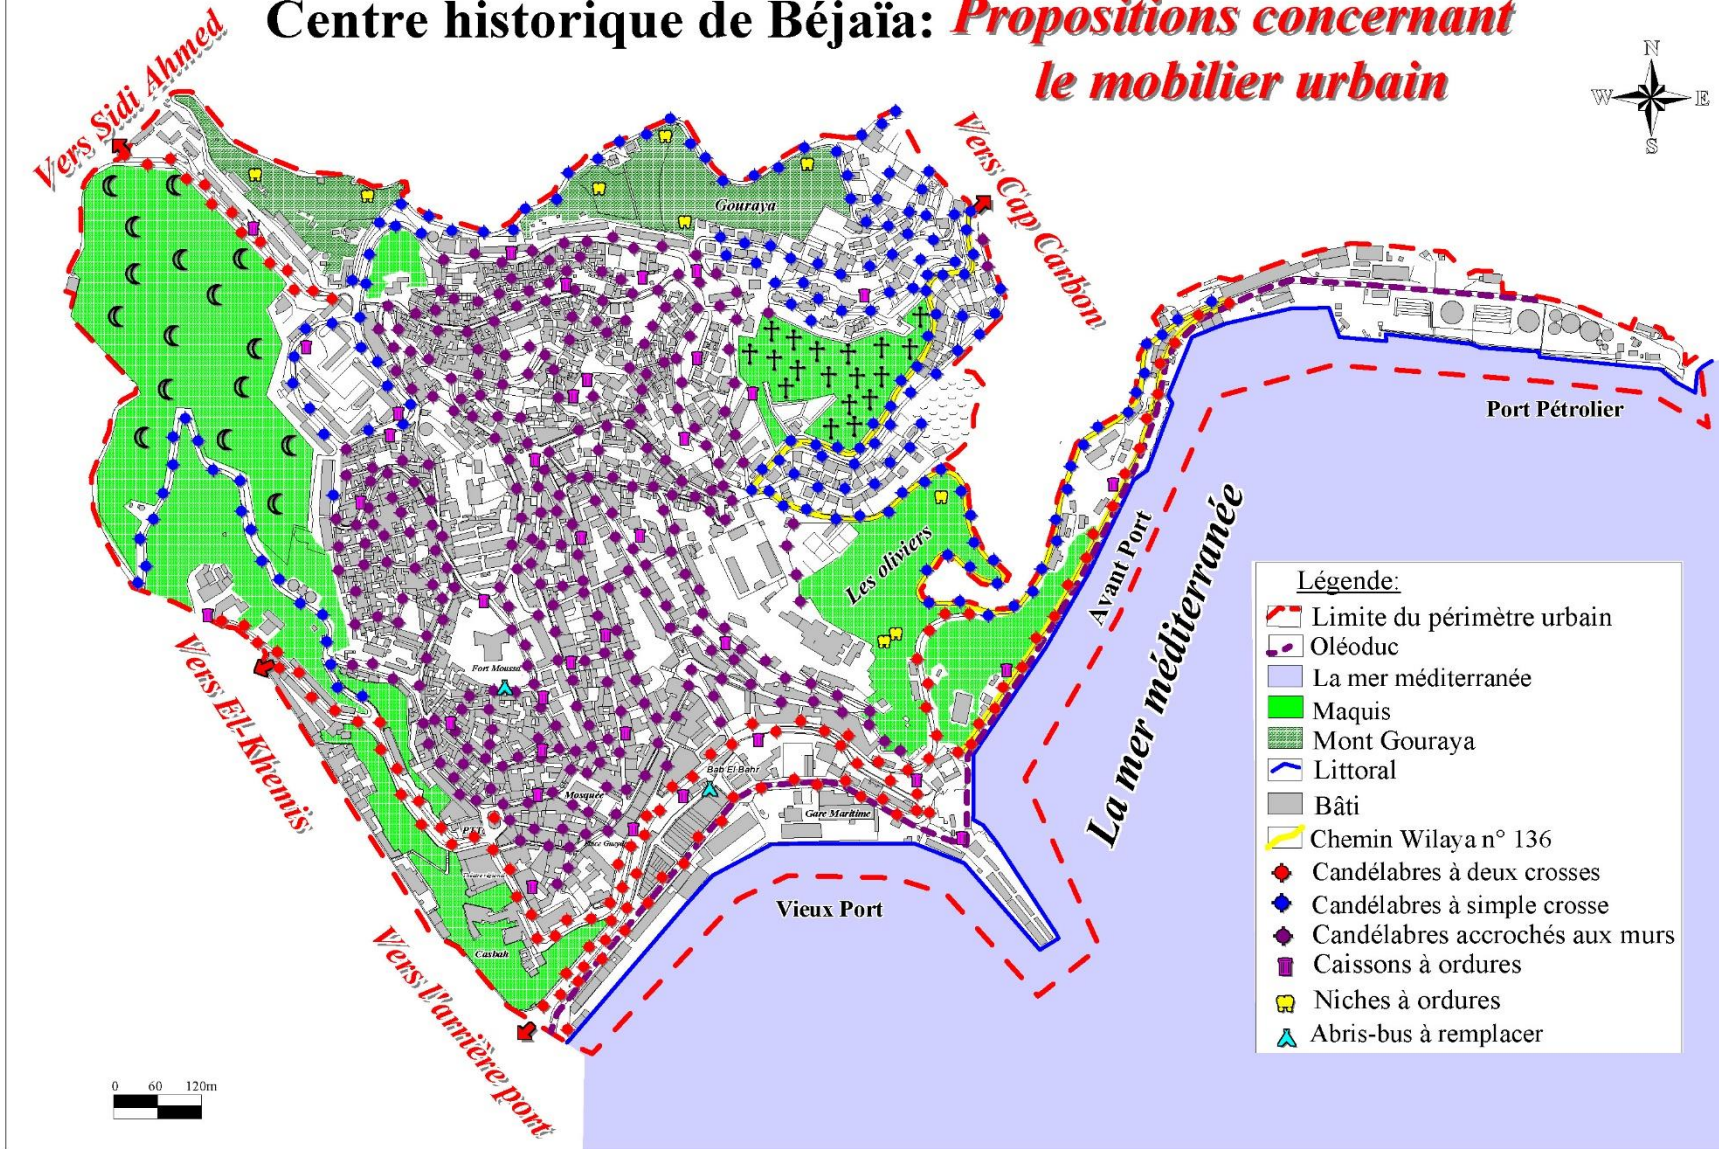 Centre historique de Béjaïa: Propositions concernant
le mobilier urbain
N
W E
S
Vers Sidi Ahmed
Vers Cap Carbon
Gouraya
Port Pétrolier
Les oliviers
Avant Port
La mer méditerranée
Fort Moussa
Vers El-Khemis
Bab El Bahr
Mosquée
Gare Maritime
PTT
Vieux Port
Casbah
Vers l'arrière port
0 60 120m
Légende:
Limite du périmètre urbain
Oléoduc
La mer méditerranée
Maquis
Mont Gouraya
Littoral
Bâti
Chemin Wilaya n° 136
Candélabres à deux crosses
Candélabres à simple crosse
Candélabres accrochés aux murs
Caissons à ordures
Niches à ordures
Abris-bus à remplacer